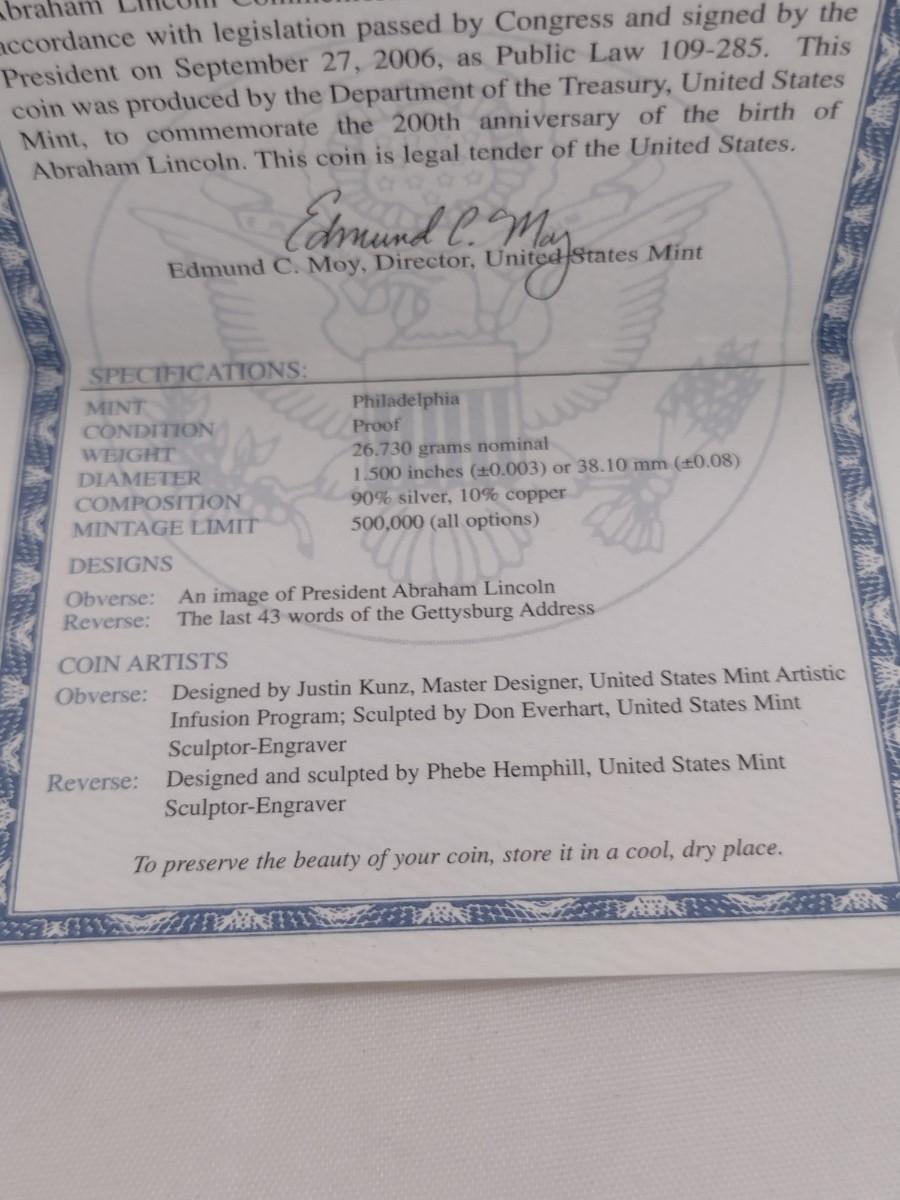 Abraham Lincoln
accordance with legislation passed by Congress and signed by the
President on September 27, 2006, as Public Law 109-285. This
coin was produced by the Department of the Treasury, United States
Mint, to commemorate the 200th anniversary of the birth of
Abraham Lincoln. This coin is legal tender of the United States.
Edmund C. Moy
Edmund C. Moy, Director, United States Mint
SPECIFICATIONS:
MINT Philadelphia
CONDITION Proof
WEIGHT 26.730 grams nominal
DIAMETER 1.500 inches (±0.003) or 38.10 mm (±0.08)
COMPOSITION 90% silver, 10% copper
MINTAGE LIMIT 500,000 (all options)
DESIGNS
Obverse: An image of President Abraham Lincoln
Reverse: The last 43 words of the Gettysburg Address
COIN ARTISTS
Obverse: Designed by Justin Kunz, Master Designer, United States Mint Artistic
Infusion Program; Sculpted by Don Everhart, United States Mint
Sculptor-Engraver
Reverse: Designed and sculpted by Phebe Hemphill, United States Mint
Sculptor-Engraver
To preserve the beauty of your coin, store it in a cool, dry place.